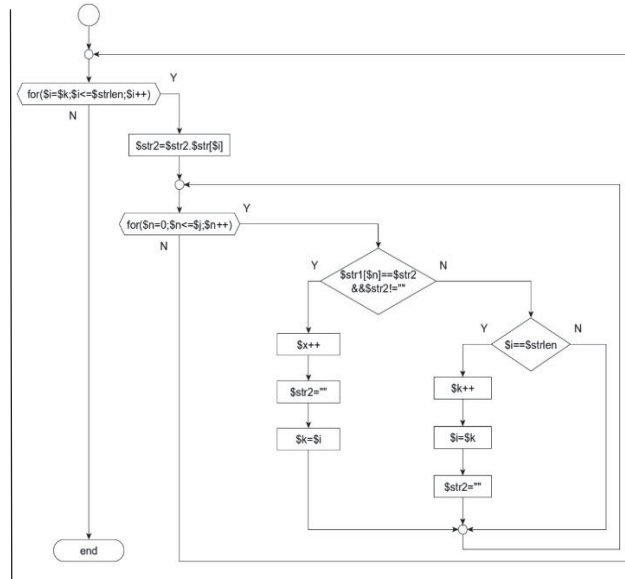 for($i=$k;$i<=$strlen;$i++)
Y
N
$str2=$str2.$str[$i]
for($n=0;$n<=$j;$n++)
Y
N
$str1[$n]==$str2
&&$str2!=""
Y
N
$x++
$str2=""
$k=$i
$i==$strlen
Y
N
$k++
$i=$k
$str2=""
end